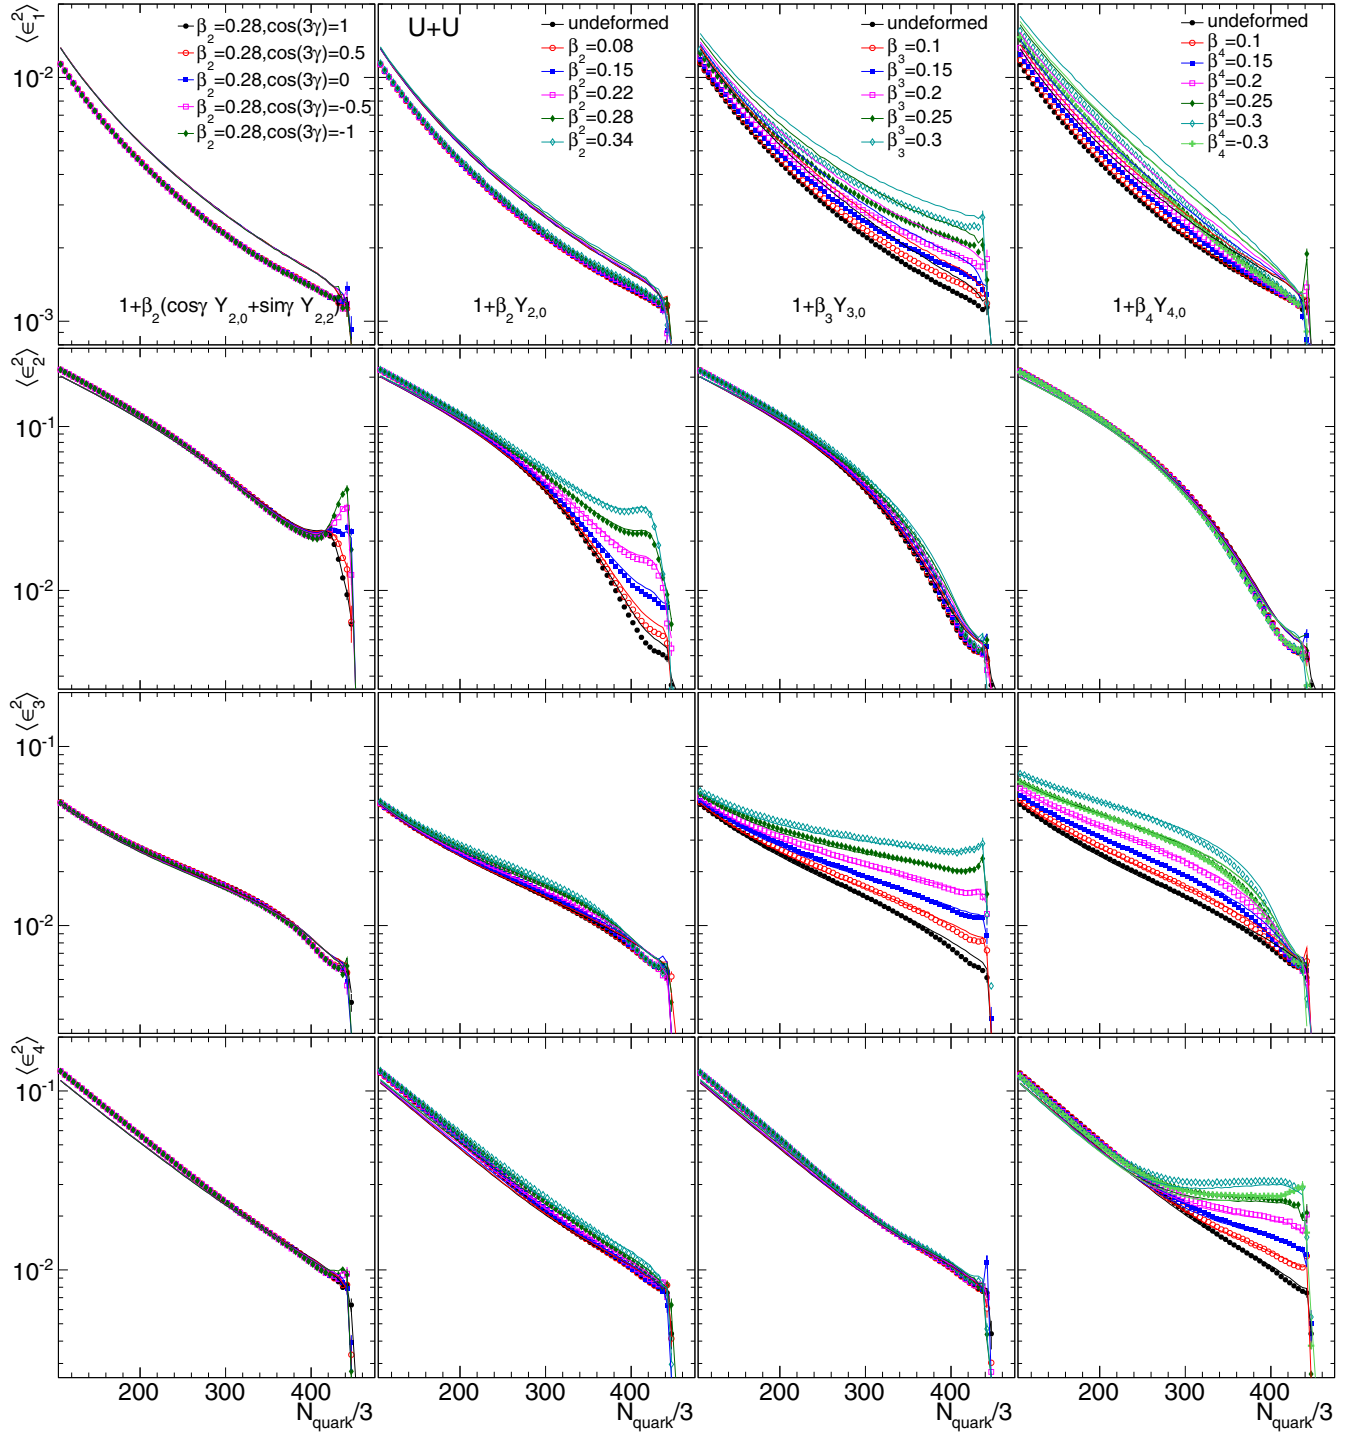 ⟨ϵ₁²⟩
10⁻²
10⁻³
β₂=0.28,cos(3γ)=1
β₂=0.28,cos(3γ)=0.5
β₂=0.28,cos(3γ)=0
β₂=0.28,cos(3γ)=-0.5
β₂=0.28,cos(3γ)=-1
1+β₂(cosγ Y₂,₀+sinγ Y₂,₂)
U+U
undeformed
β₂=0.08
β₂=0.15
β₂=0.22
β₂=0.28
β₂=0.34
1+β₂Y₂,₀
undeformed
β₃=0.1
β₃=0.15
β₃=0.2
β₃=0.25
β₃=0.3
1+β₃Y₃,₀
undeformed
β₄=0.1
β₄=0.15
β₄=0.2
β₄=0.25
β₄=0.3
β₄=-0.3
1+β₄Y₄,₀
⟨ϵ₂²⟩
10⁻¹
10⁻²
⟨ϵ₃²⟩
10⁻¹
10⁻²
⟨ϵ₄²⟩
10⁻¹
10⁻²
200 300 400 200 300 400 200 300 400 200 300 400
N_quark/3 N_quark/3 N_quark/3 N_quark/3